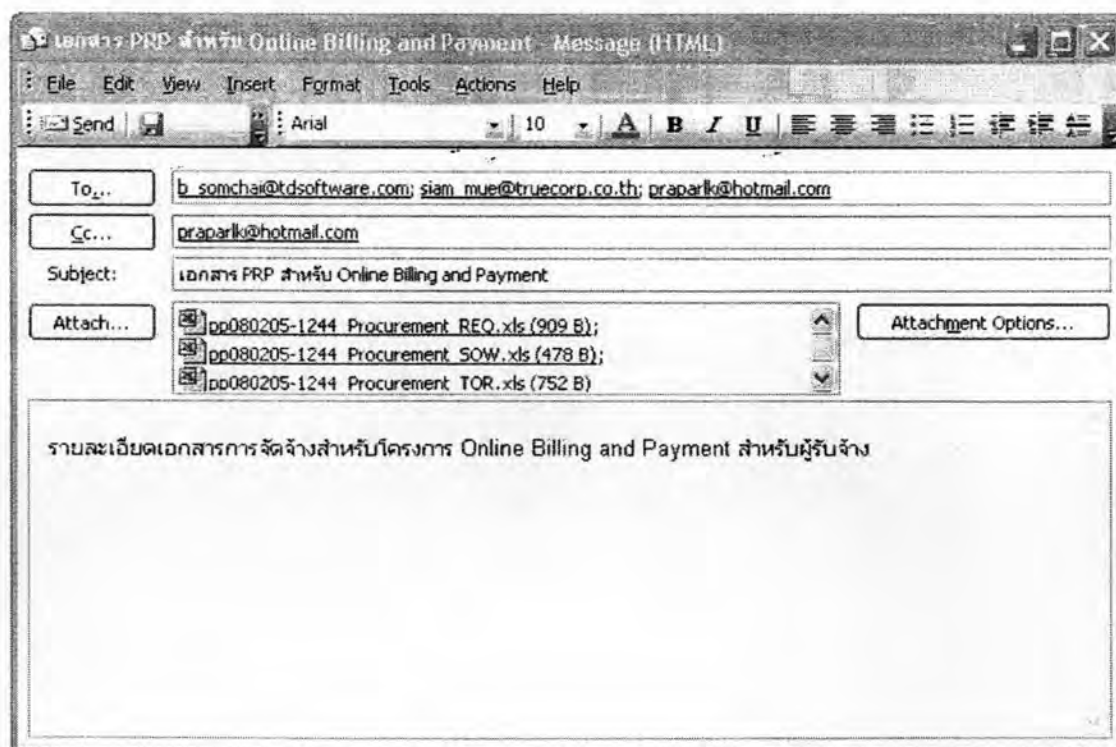 เอกสาร PRP สำหรับ Online Billing and Payment - Message (HTML)
File Edit View Insert Format Tools Actions Help
Send Arial 10 A B I U
To... b_somchai@tdsoftware.com; siam_mue@truecorp.co.th; praparlk@hotmail.com
Cc... praparlk@hotmail.com
Subject: เอกสาร PRP สำหรับ Online Billing and Payment
Attach... pp080205-1244_Procurement_REQ.xls (909 B); Attachment Options...
pp080205-1244_Procurement_SOW.xls (478 B);
pp080205-1244_Procurement_TOR.xls (752 B)
รายละเอียดเอกสารการจัดจ้างสำหรับโครงการ Online Billing and Payment สำหรับผู้รับจ้าง